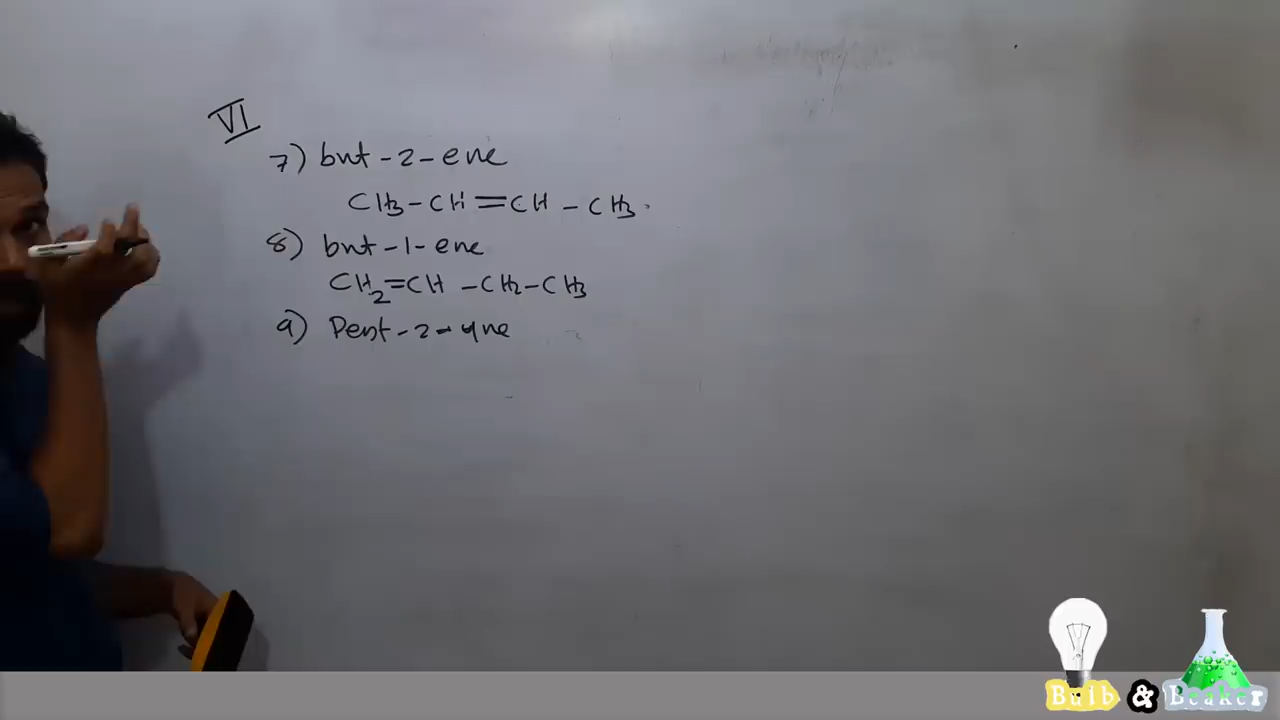 VI
7) but-2-ene
CH3-CH=CH-CH3.
8) but-1-ene
CH2=CH-CH2-CH3
9) Pent-2-yne
Bulb & Beaker